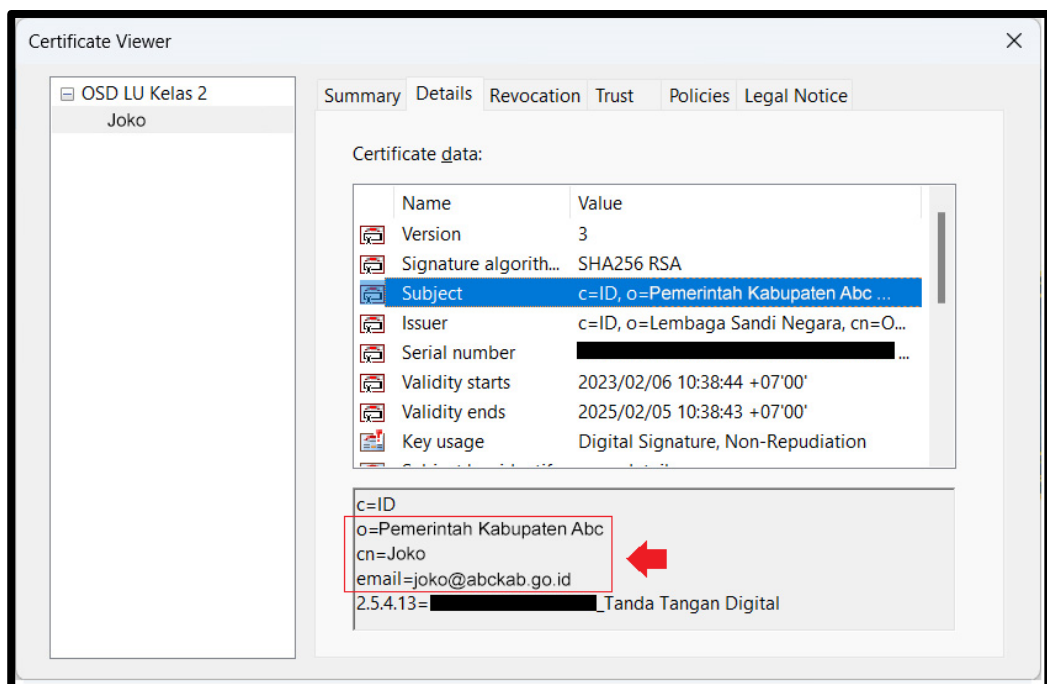 Certificate Viewer
OSD LU Kelas 2
Joko
Summary Details Revocation Trust Policies Legal Notice
Certificate data:
Name Value
Version 3
Signature algorith... SHA256 RSA
Subject c=ID, o=Pemerintah Kabupaten Abc ...
Issuer c=ID, o=Lembaga Sandi Negara, cn=O...
Serial number ...
Validity starts 2023/02/06 10:38:44 +07'00'
Validity ends 2025/02/05 10:38:43 +07'00'
Key usage Digital Signature, Non-Repudiation
c=ID
o=Pemerintah Kabupaten Abc
cn=Joko
email=joko@abckab.go.id
2.5.4.13= _Tanda Tangan Digital